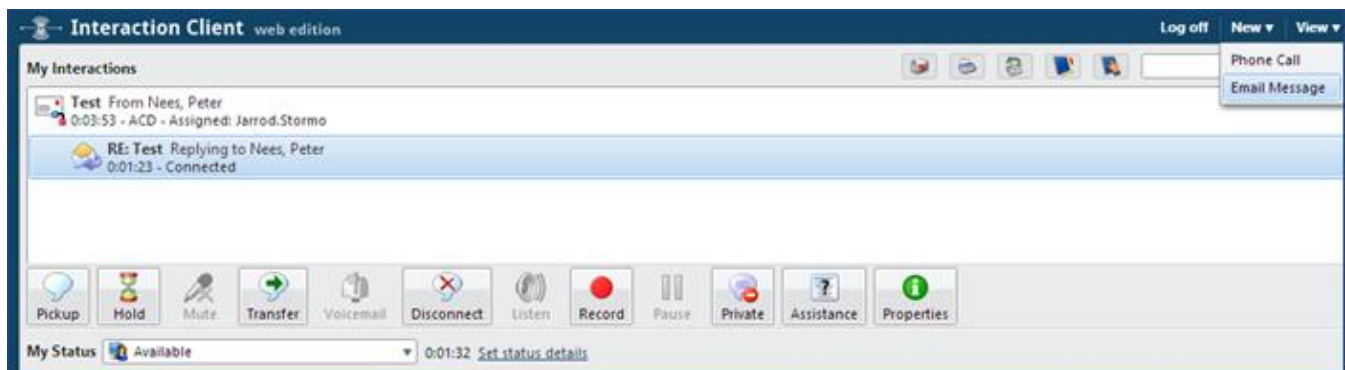 Interaction Client web edition Log off New ▾ View ▾
My Interactions Phone Call
Email Message
Test From Nees, Peter
0:03:53 - ACD - Assigned: Jarrod.Stormo
RE: Test Replying to Nees, Peter
0:01:23 - Connected
Pickup Hold Mute Transfer Voicemail Disconnect Listen Record Pause Private Assistance Properties
My Status Available ▾ 0:01:32 Set status details